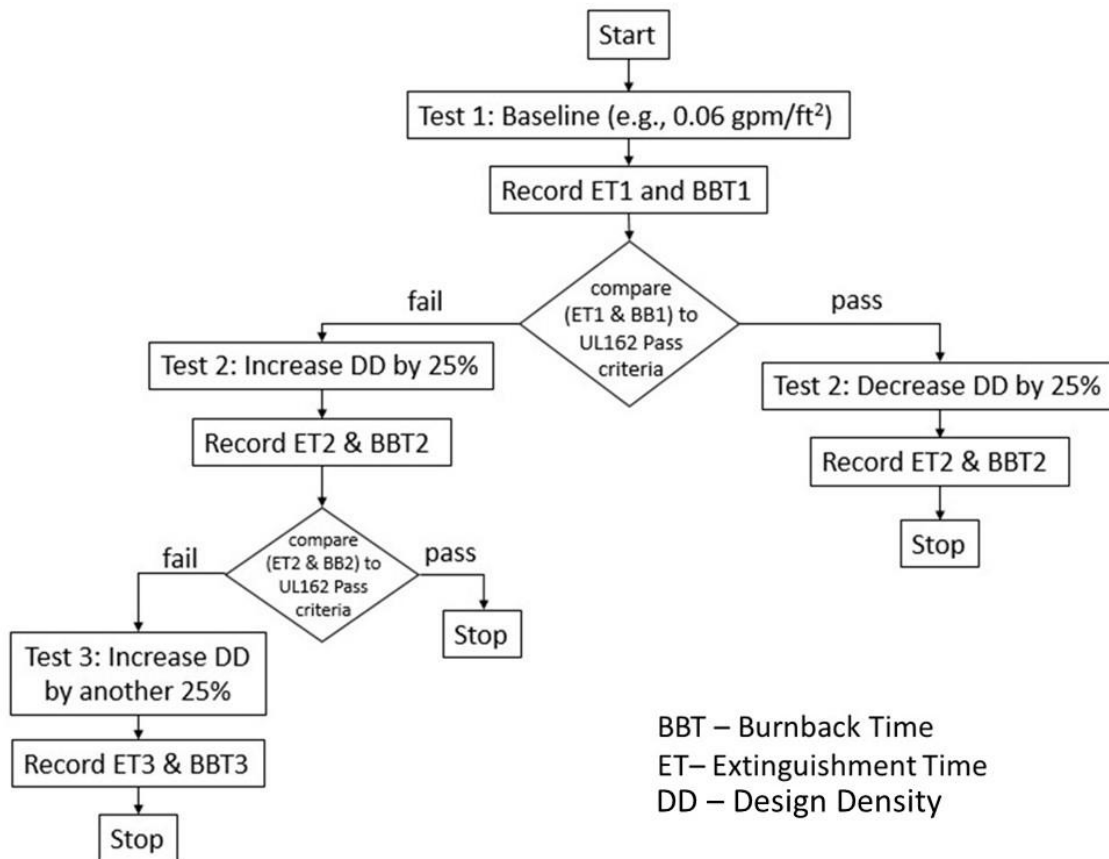 Start
Test 1: Baseline (e.g., 0.06 gpm/ft²)
Record ET1 and BBT1
compare
(ET1 & BB1) to
UL162 Pass
criteria
fail
pass
Test 2: Increase DD by 25%
Record ET2 & BBT2
Test 2: Decrease DD by 25%
Record ET2 & BBT2
Stop
compare
(ET2 & BB2) to
UL162 Pass
criteria
fail
pass
Stop
Test 3: Increase DD
by another 25%
Record ET3 & BBT3
Stop
BBT – Burnback Time
ET– Extinguishment Time
DD – Design Density